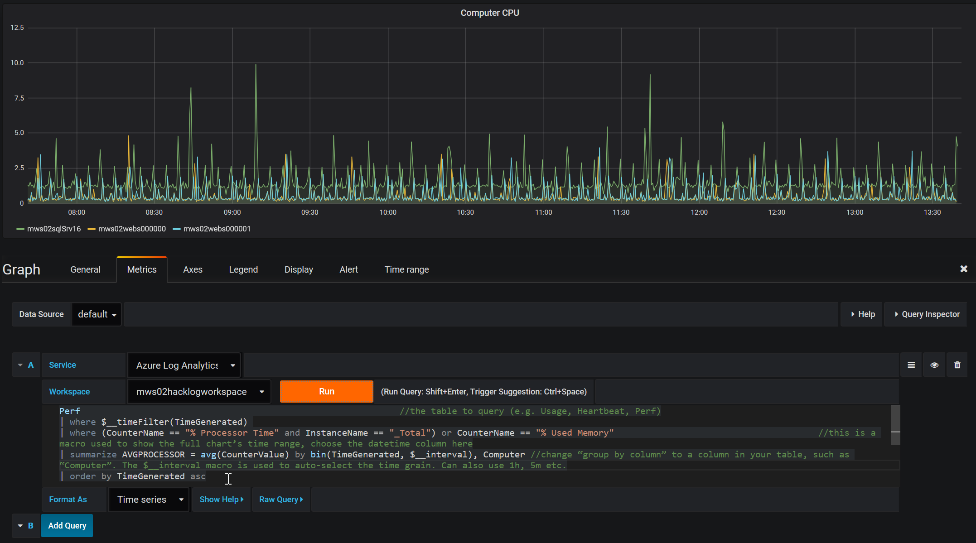 Computer CPU
12.5
10.0
7.5
5.0
2.5
0
08:00 08:30 09:00 09:30 10:00 10:30 11:00 11:30 12:00 12:30 13:00 13:30
mws02sqlSrv16 mws02webs000000 mws02webs000001
Graph General Metrics Axes Legend Display Alert Time range
Data Source default Help Query Inspector
A Service Azure Log Analytics
Workspace mws02hacklogworkspace Run (Run Query: Shift+Enter, Trigger Suggestion: Ctrl+Space)
Perf //the table to query (e.g. Usage, Heartbeat, Perf)
| where $__timeFilter(TimeGenerated)
| where (CounterName == "% Processor Time" and InstanceName == "_Total") or CounterName == "% Used Memory" //this is a
macro used to show the full chart's time range, choose the datetime column here
| summarize AVGPROCESSOR = avg(CounterValue) by bin(TimeGenerated, $__interval), Computer //change “group by column” to a column in your table, such as
“Computer”. The $__interval macro is used to auto-select the time grain. Can also use 1h, 5m etc.
| order by TimeGenerated asc
Format As Time series Show Help Raw Query
B Add Query